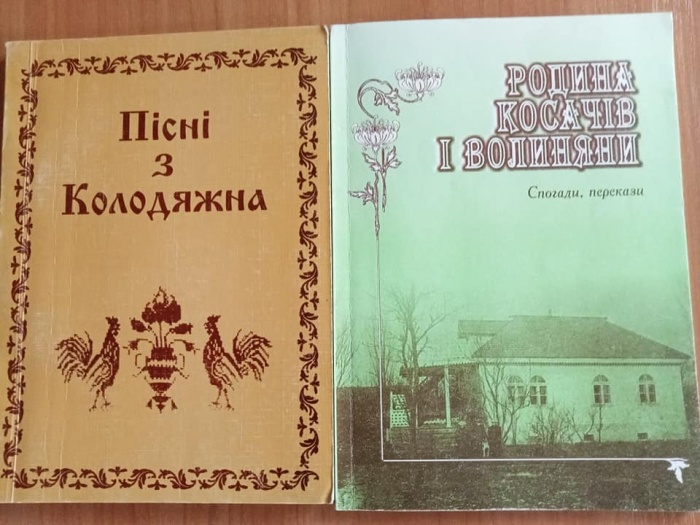 Пісні
з
Колодяжна
РОДИНА
КОСАЧІВ
І ВОЛИНЯНИ
Спогади, перекази